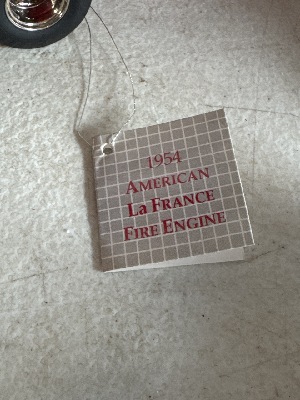 1954
AMERICAN
La FRANCE
FIRE ENGINE